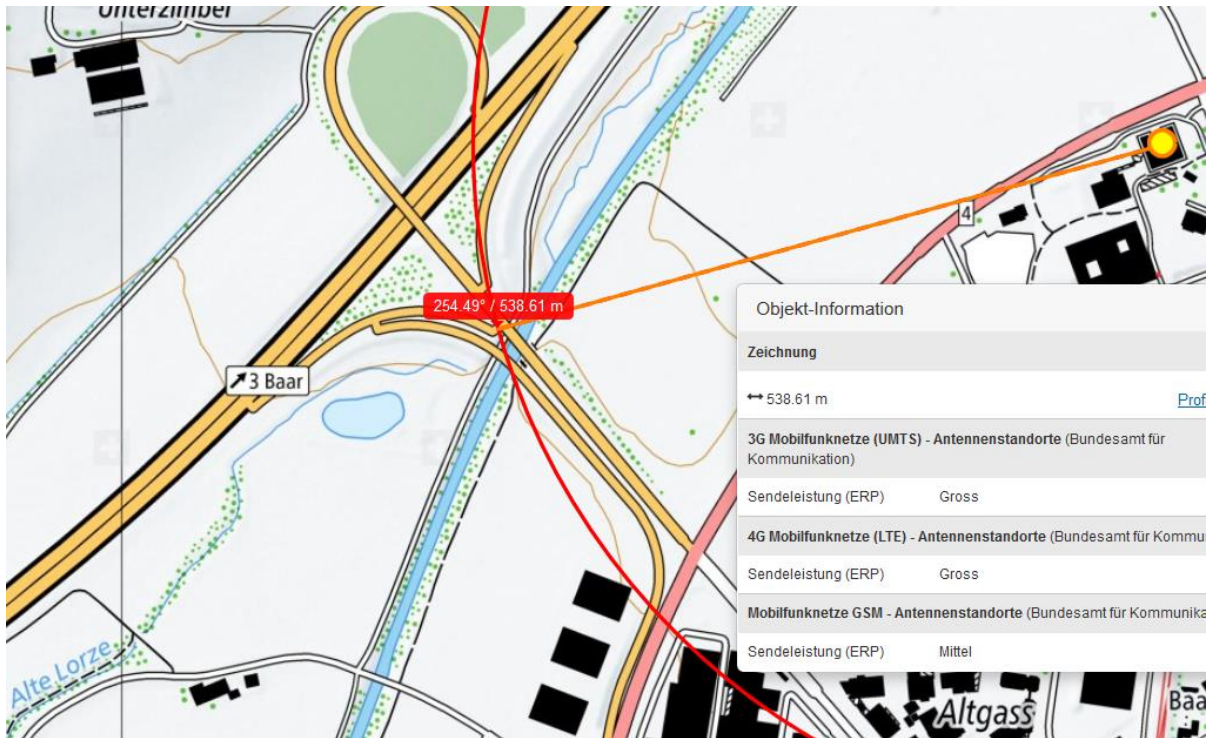 Unterzimbel
4
254.49° / 538.61 m
3 Baar
Objekt-Information
Zeichnung
↔ 538.61 m
Prof
3G Mobilfunknetze (UMTS) - Antennenstandorte (Bundesamt für
Kommunikation)
Sendeleistung (ERP) Gross
4G Mobilfunknetze (LTE) - Antennenstandorte (Bundesamt für Kommu
Sendeleistung (ERP) Gross
Mobilfunknetze GSM - Antennenstandorte (Bundesamt für Kommunika
Sendeleistung (ERP) Mittel
Alte Lorze
Altgass
Baa